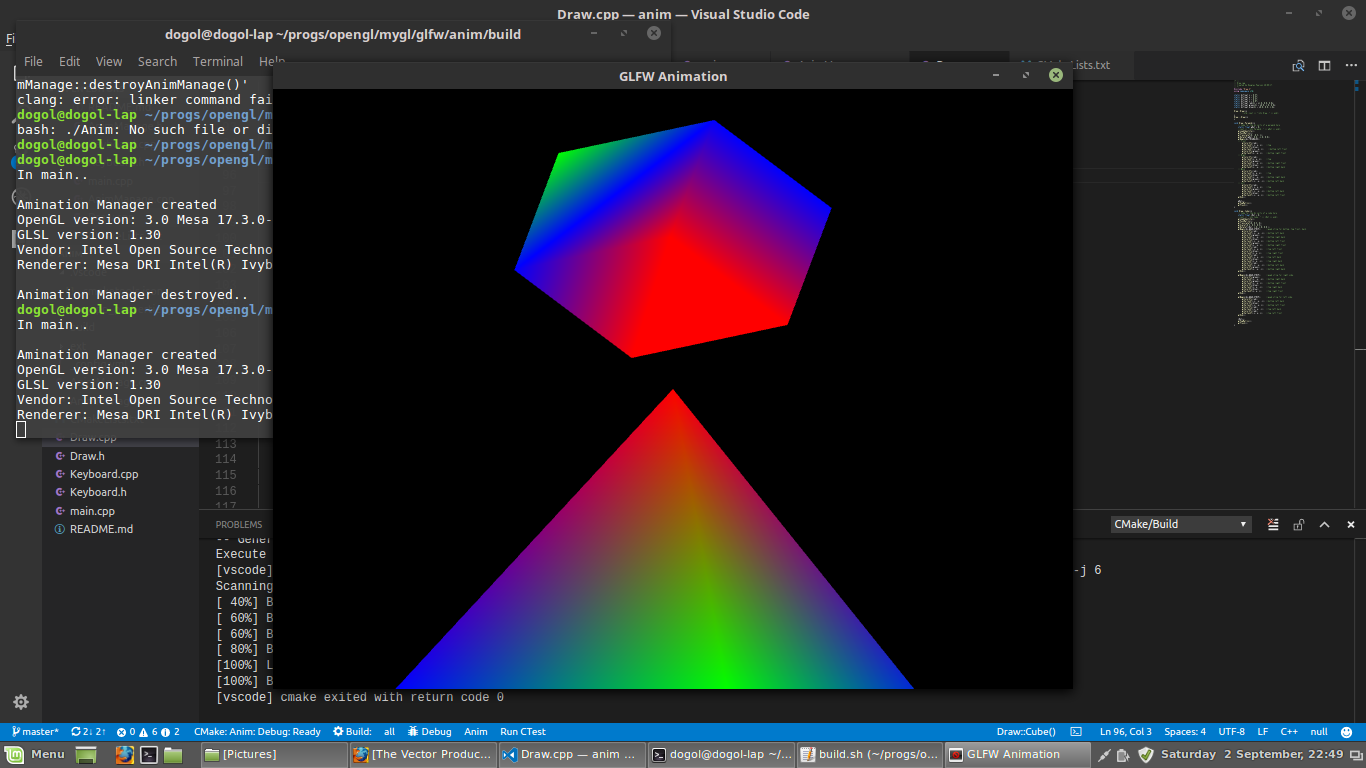 Draw.cpp — anim — Visual Studio Code
dogol@dogol-lap ~/progs/opengl/mygl/glfw/anim/build
File Edit View Search Terminal Help
Lists.txt
GLFW Animation
mManage::destroyAnimManage()'
clang: error: linker command fai
dogol@dogol-lap ~/progs/opengl/m
bash: ./Anim: No such file or di
dogol@dogol-lap ~/progs/opengl/m
dogol@dogol-lap ~/progs/opengl/m
In main..
Amination Manager created
OpenGL version: 3.0 Mesa 17.3.0-
GLSL version: 1.30
Vendor: Intel Open Source Techno
Renderer: Mesa DRI Intel(R) Ivyb
Animation Manager destroyed..
dogol@dogol-lap ~/progs/opengl/m
In main..
Amination Manager created
OpenGL version: 3.0 Mesa 17.3.0-
GLSL version: 1.30
Vendor: Intel Open Source Techno
Renderer: Mesa DRI Intel(R) Ivyb
Draw.cpp
Draw.h
Keyboard.cpp
Keyboard.h
main.cpp
README.md
113
114
115
116
117
PROBLEMS
CMake/Build
-- Gener
Execute
[vscode] -j 6
Scanning
[ 40%] B
[ 60%] B
[ 60%] B
[ 80%] B
[100%] L
[100%] B
[vscode] cmake exited with return code 0
master* 2↓ 2↑ 0 6 2 CMake: Anim: Debug: Ready Build: all Debug Anim Run CTest Draw::Cube() Ln 96, Col 3 Spaces: 4 UTF-8 LF C++ null
Menu [Pictures] [The Vector Produc... Draw.cpp — anim ... dogol@dogol-lap ~/... build.sh (~/progs/o... GLFW Animation Saturday 2 September, 22:49